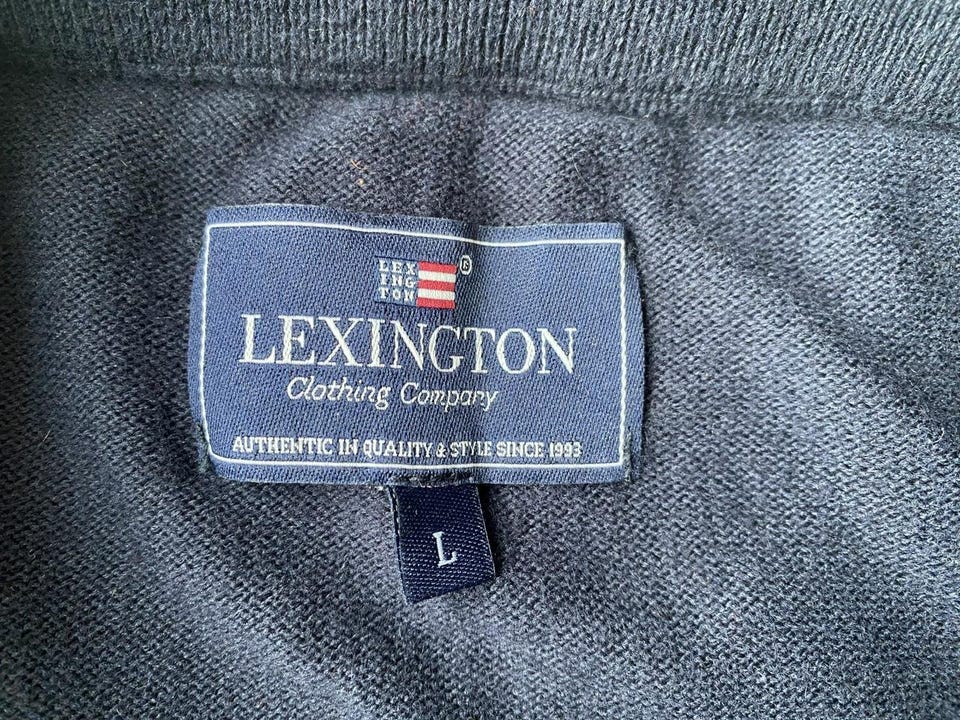 LEX
ING
TON
®
LEXINGTON
Clothing Company
AUTHENTIC IN QUALITY & STYLE SINCE 1993
L